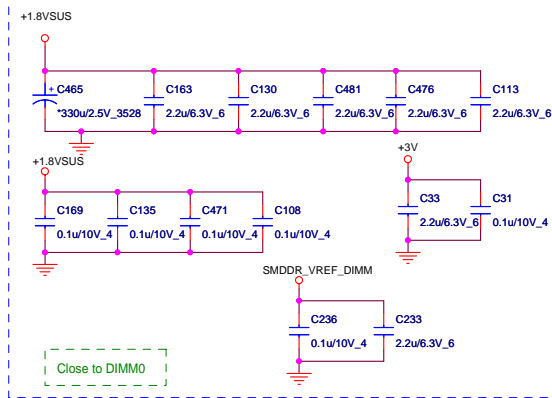 +1.8VSUS
+ C465 C163 C130 C481 C476 C113
*330u/2.5V_3528 2.2u/6.3V_6 2.2u/6.3V_6 2.2u/6.3V_6 2.2u/6.3V_6 2.2u/6.3V_6
+1.8VSUS
+3V
C169 C135 C471 C108
0.1u/10V_4 0.1u/10V_4 0.1u/10V_4 0.1u/10V_4
C33 C31
2.2u/6.3V_6 0.1u/10V_4
SMDDR_VREF_DIMM
C236 C233
0.1u/10V_4 2.2u/6.3V_6
Close to DIMM0